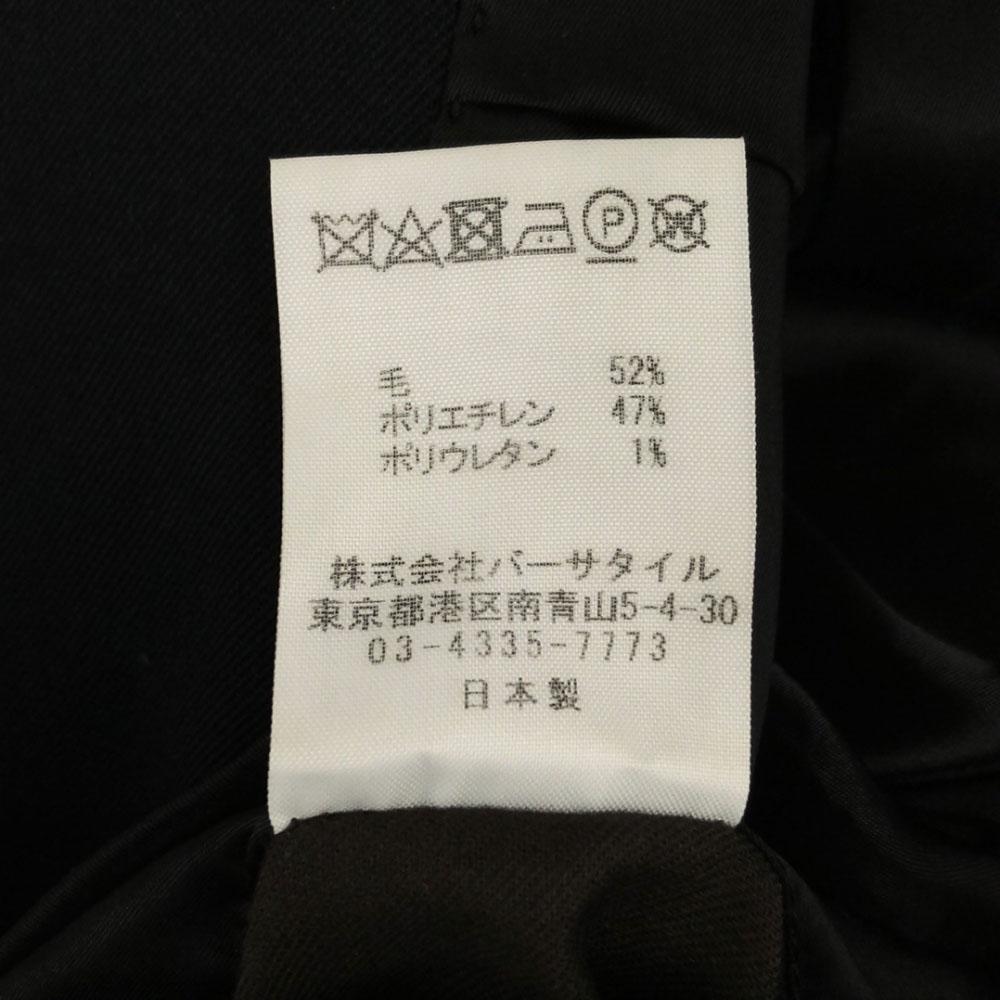 P W
毛 52%
ポリエチレン 47%
ポリウレタン 1%
株式会社バーサタイル
東京都港区南青山5-4-30
03-4335-7773
日本製